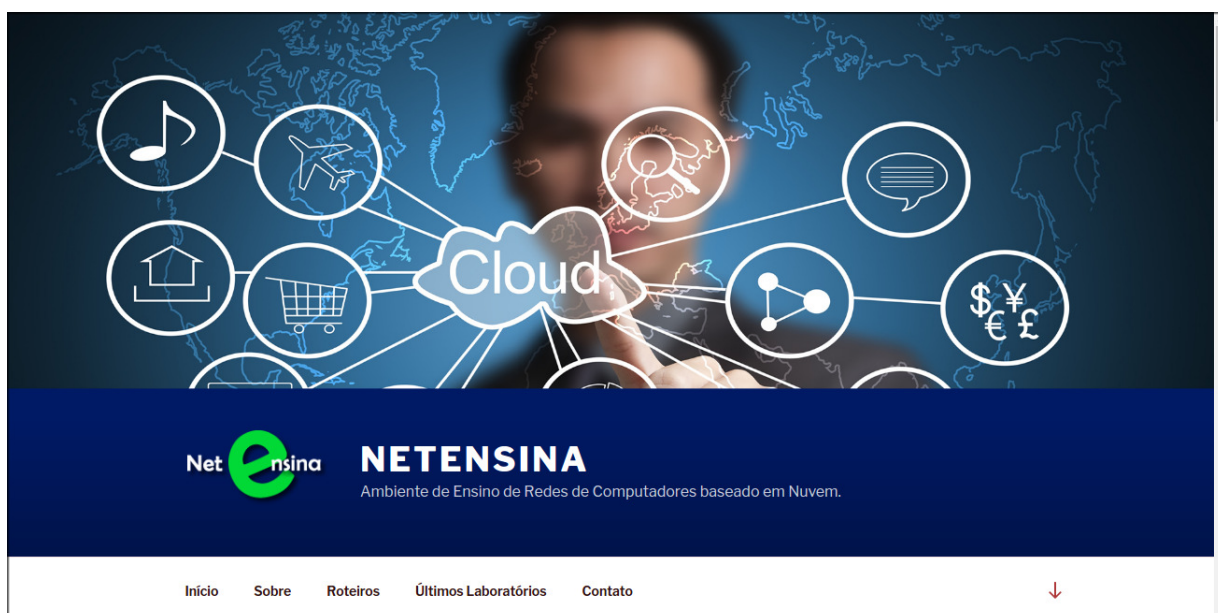 Cloud
$ ¥
€ £
Net ensina
NETENSINA
Ambiente de Ensino de Redes de Computadores baseado em Nuvem.
Início Sobre Roteiros Últimos Laboratórios Contato